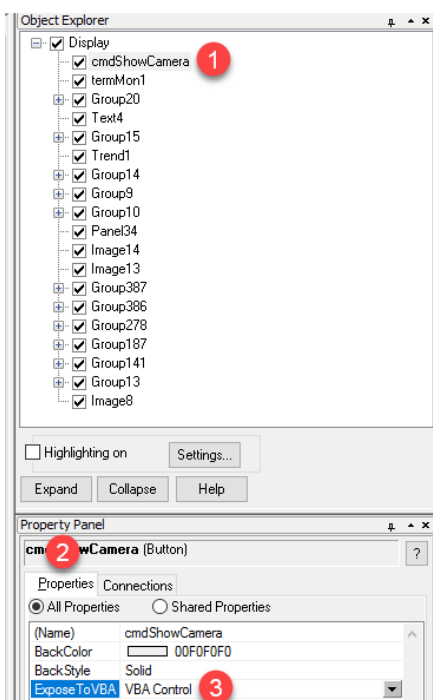 Object Explorer
Display
cmdShowCamera
1
termMon1
Group20
Text4
Group15
Trend1
Group14
Group9
Group10
Panel34
Image14
Image13
Group387
Group386
Group278
Group187
Group141
Group13
Image8
Highlighting on
Settings...
Expand Collapse Help
Property Panel
cm 2 wCamera (Button) ?
Properties Connections
All Properties Shared Properties
(Name) cmdShowCamera
BackColor 00F0F0F0
BackStyle Solid
ExposeToVBA VBA Control 3